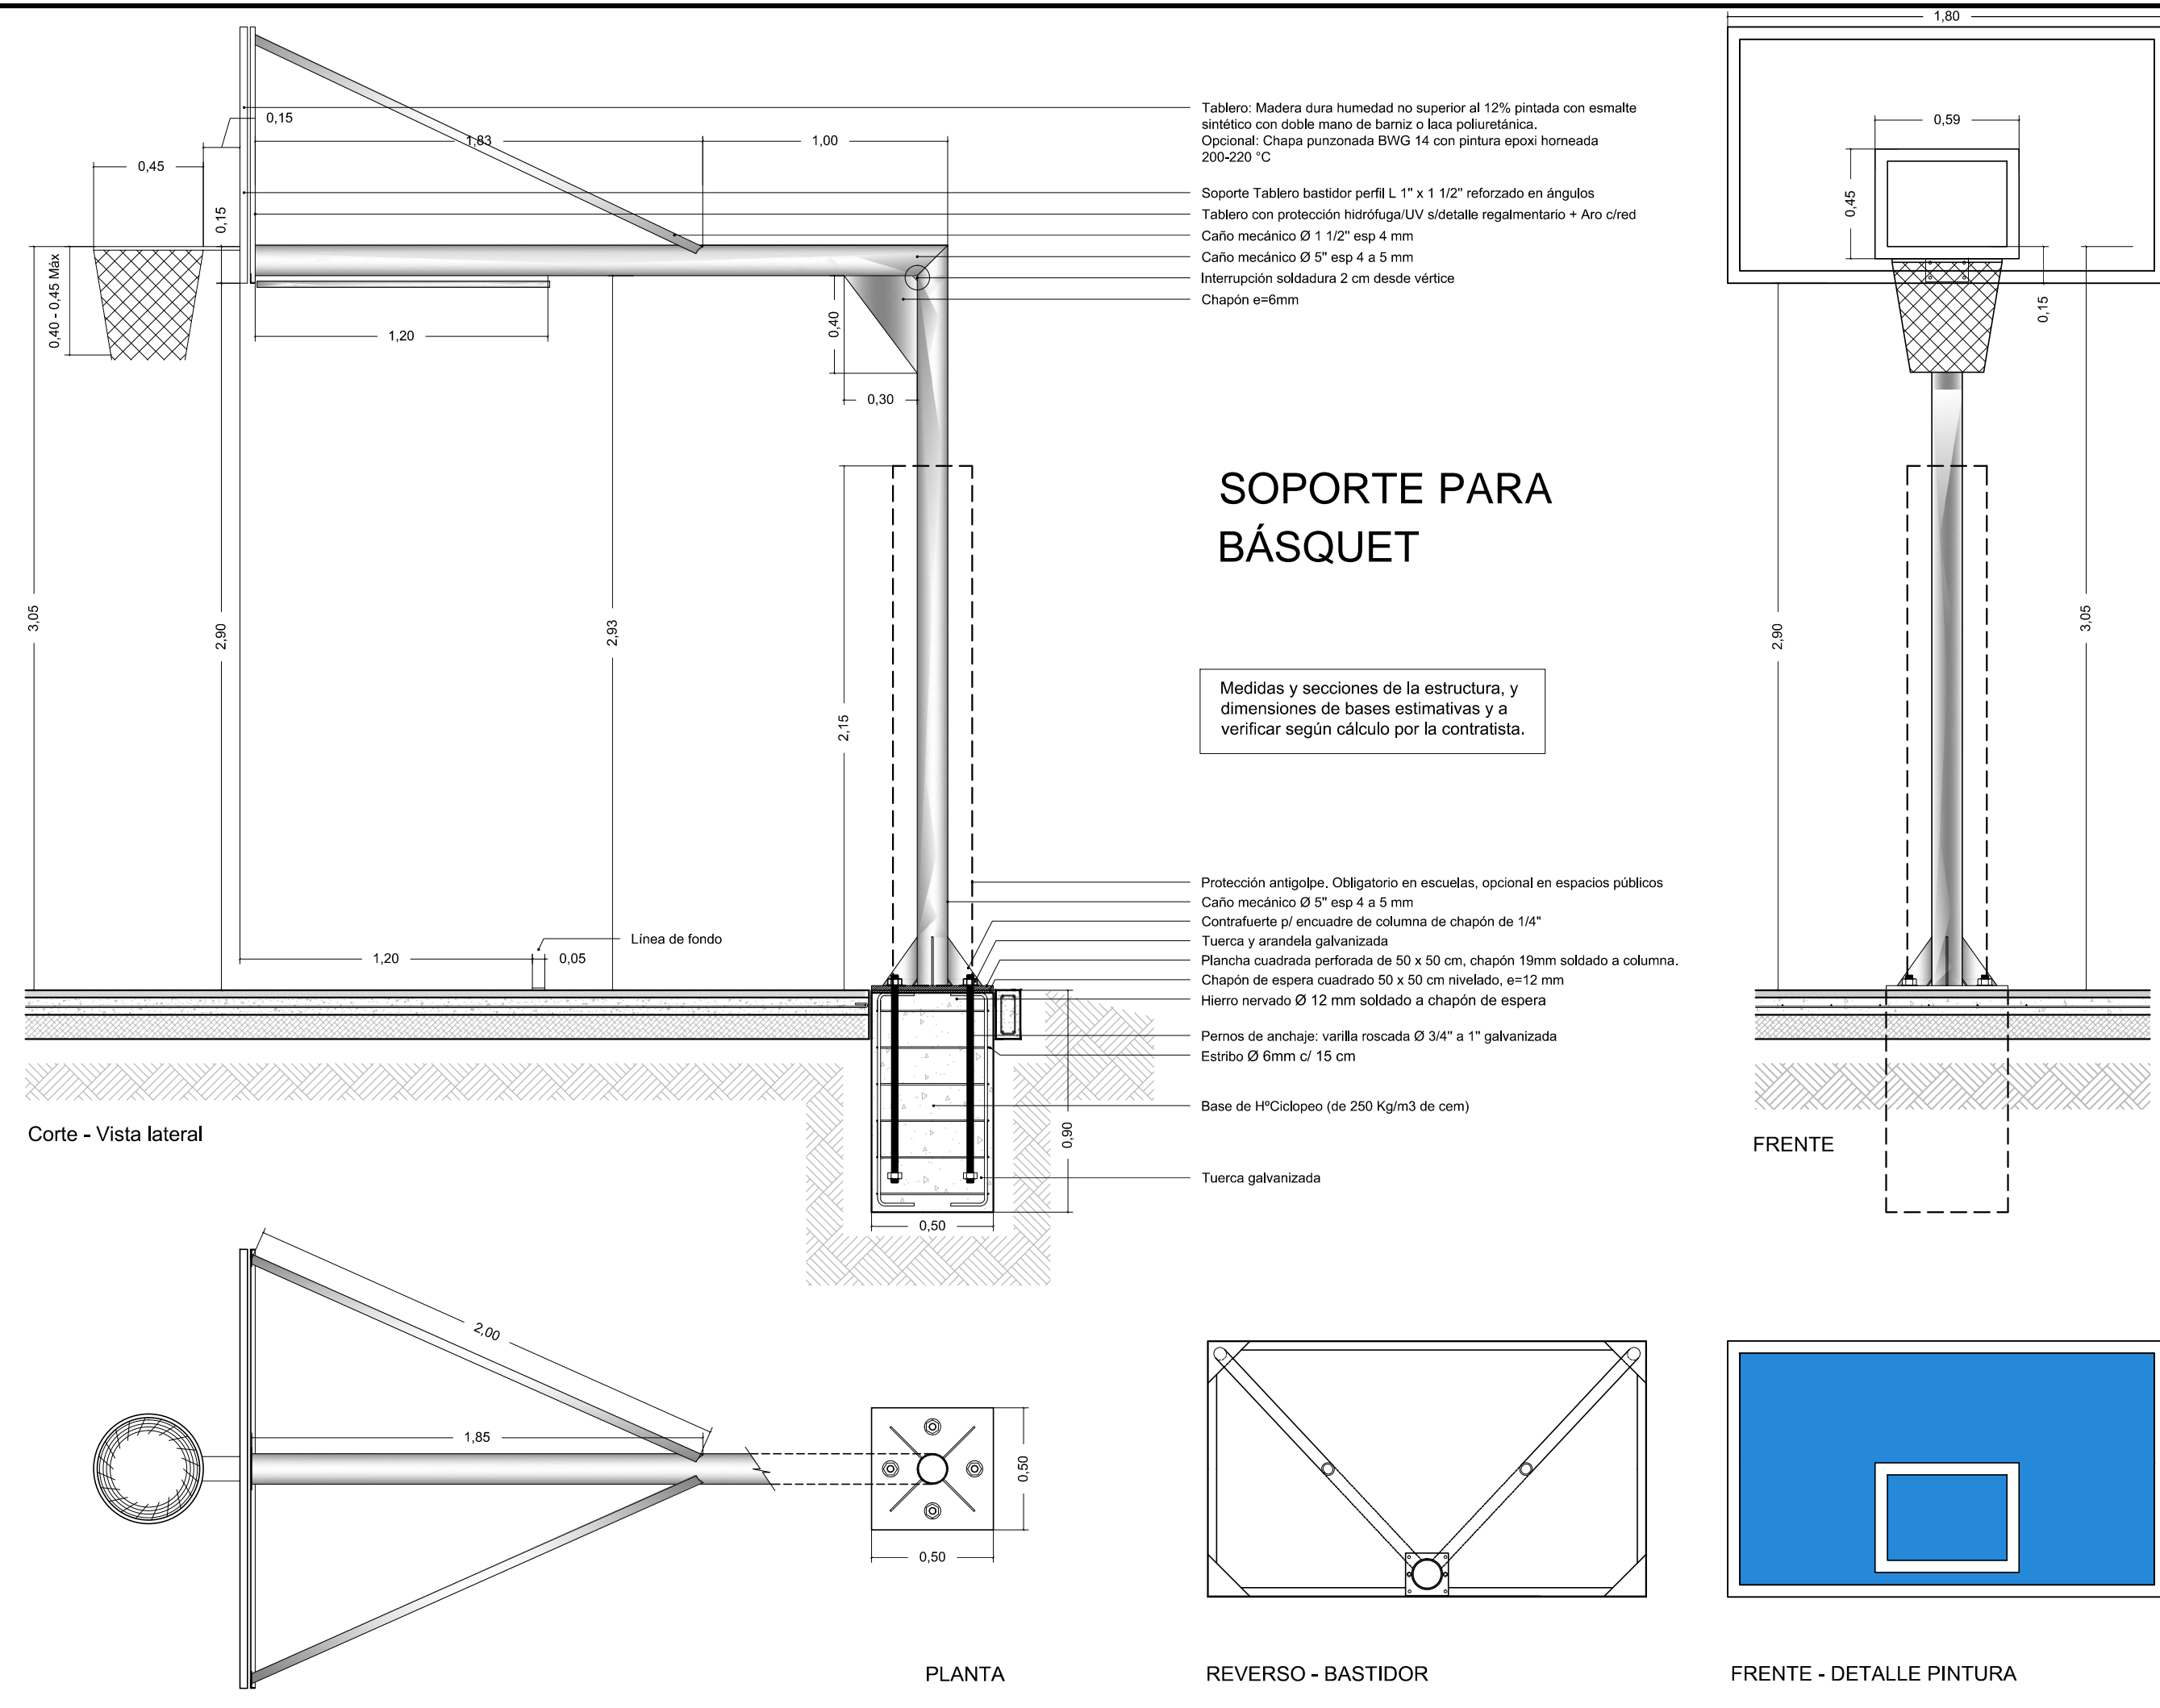 1,80
Tablero: Madera dura humedad no superior al 12% pintada con esmalte
sintético con doble mano de barniz o laca poliuretánica.
Opcional: Chapa punzonada BWG 14 con pintura epoxi horneada
200-220 °C
Soporte Tablero bastidor perfil L 1" x 1 1/2" reforzado en ángulos
Tablero con protección hidrófuga/UV s/detalle regalmentario + Aro c/red
Caño mecánico Ø 1 1/2" esp 4 mm
Caño mecánico Ø 5" esp 4 a 5 mm
Interrupción soldadura 2 cm desde vértice
Chapón e=6mm
0,15
1,83
1,00
0,45
0,15
0,40 - 0,45 Máx
1,20
0,40
0,30
3,05
2,90
2,93
2,15
SOPORTE PARA
BÁSQUET
Medidas y secciones de la estructura, y
dimensiones de bases estimativas y a
verificar según cálculo por la contratista.
Protección antigolpe. Obligatorio en escuelas, opcional en espacios públicos
Caño mecánico Ø 5" esp 4 a 5 mm
Contrafuerte p/ encuadre de columna de chapón de 1/4"
Tuerca y arandela galvanizada
Plancha cuadrada perforada de 50 x 50 cm, chapón 19mm soldado a columna.
Chapón de espera cuadrado 50 x 50 cm nivelado, e=12 mm
Hierro nervado Ø 12 mm soldado a chapón de espera
Pernos de anchaje: varilla roscada Ø 3/4" a 1" galvanizada
Estribo Ø 6mm c/ 15 cm
Base de HºCiclopeo (de 250 Kg/m3 de cem)
Tuerca galvanizada
Línea de fondo
1,20
0,05
0,90
0,50
Corte - Vista lateral
0,59
0,45
0,15
2,90
3,05
FRENTE
2,00
1,85
0,50
0,50
PLANTA
REVERSO - BASTIDOR
FRENTE - DETALLE PINTURA